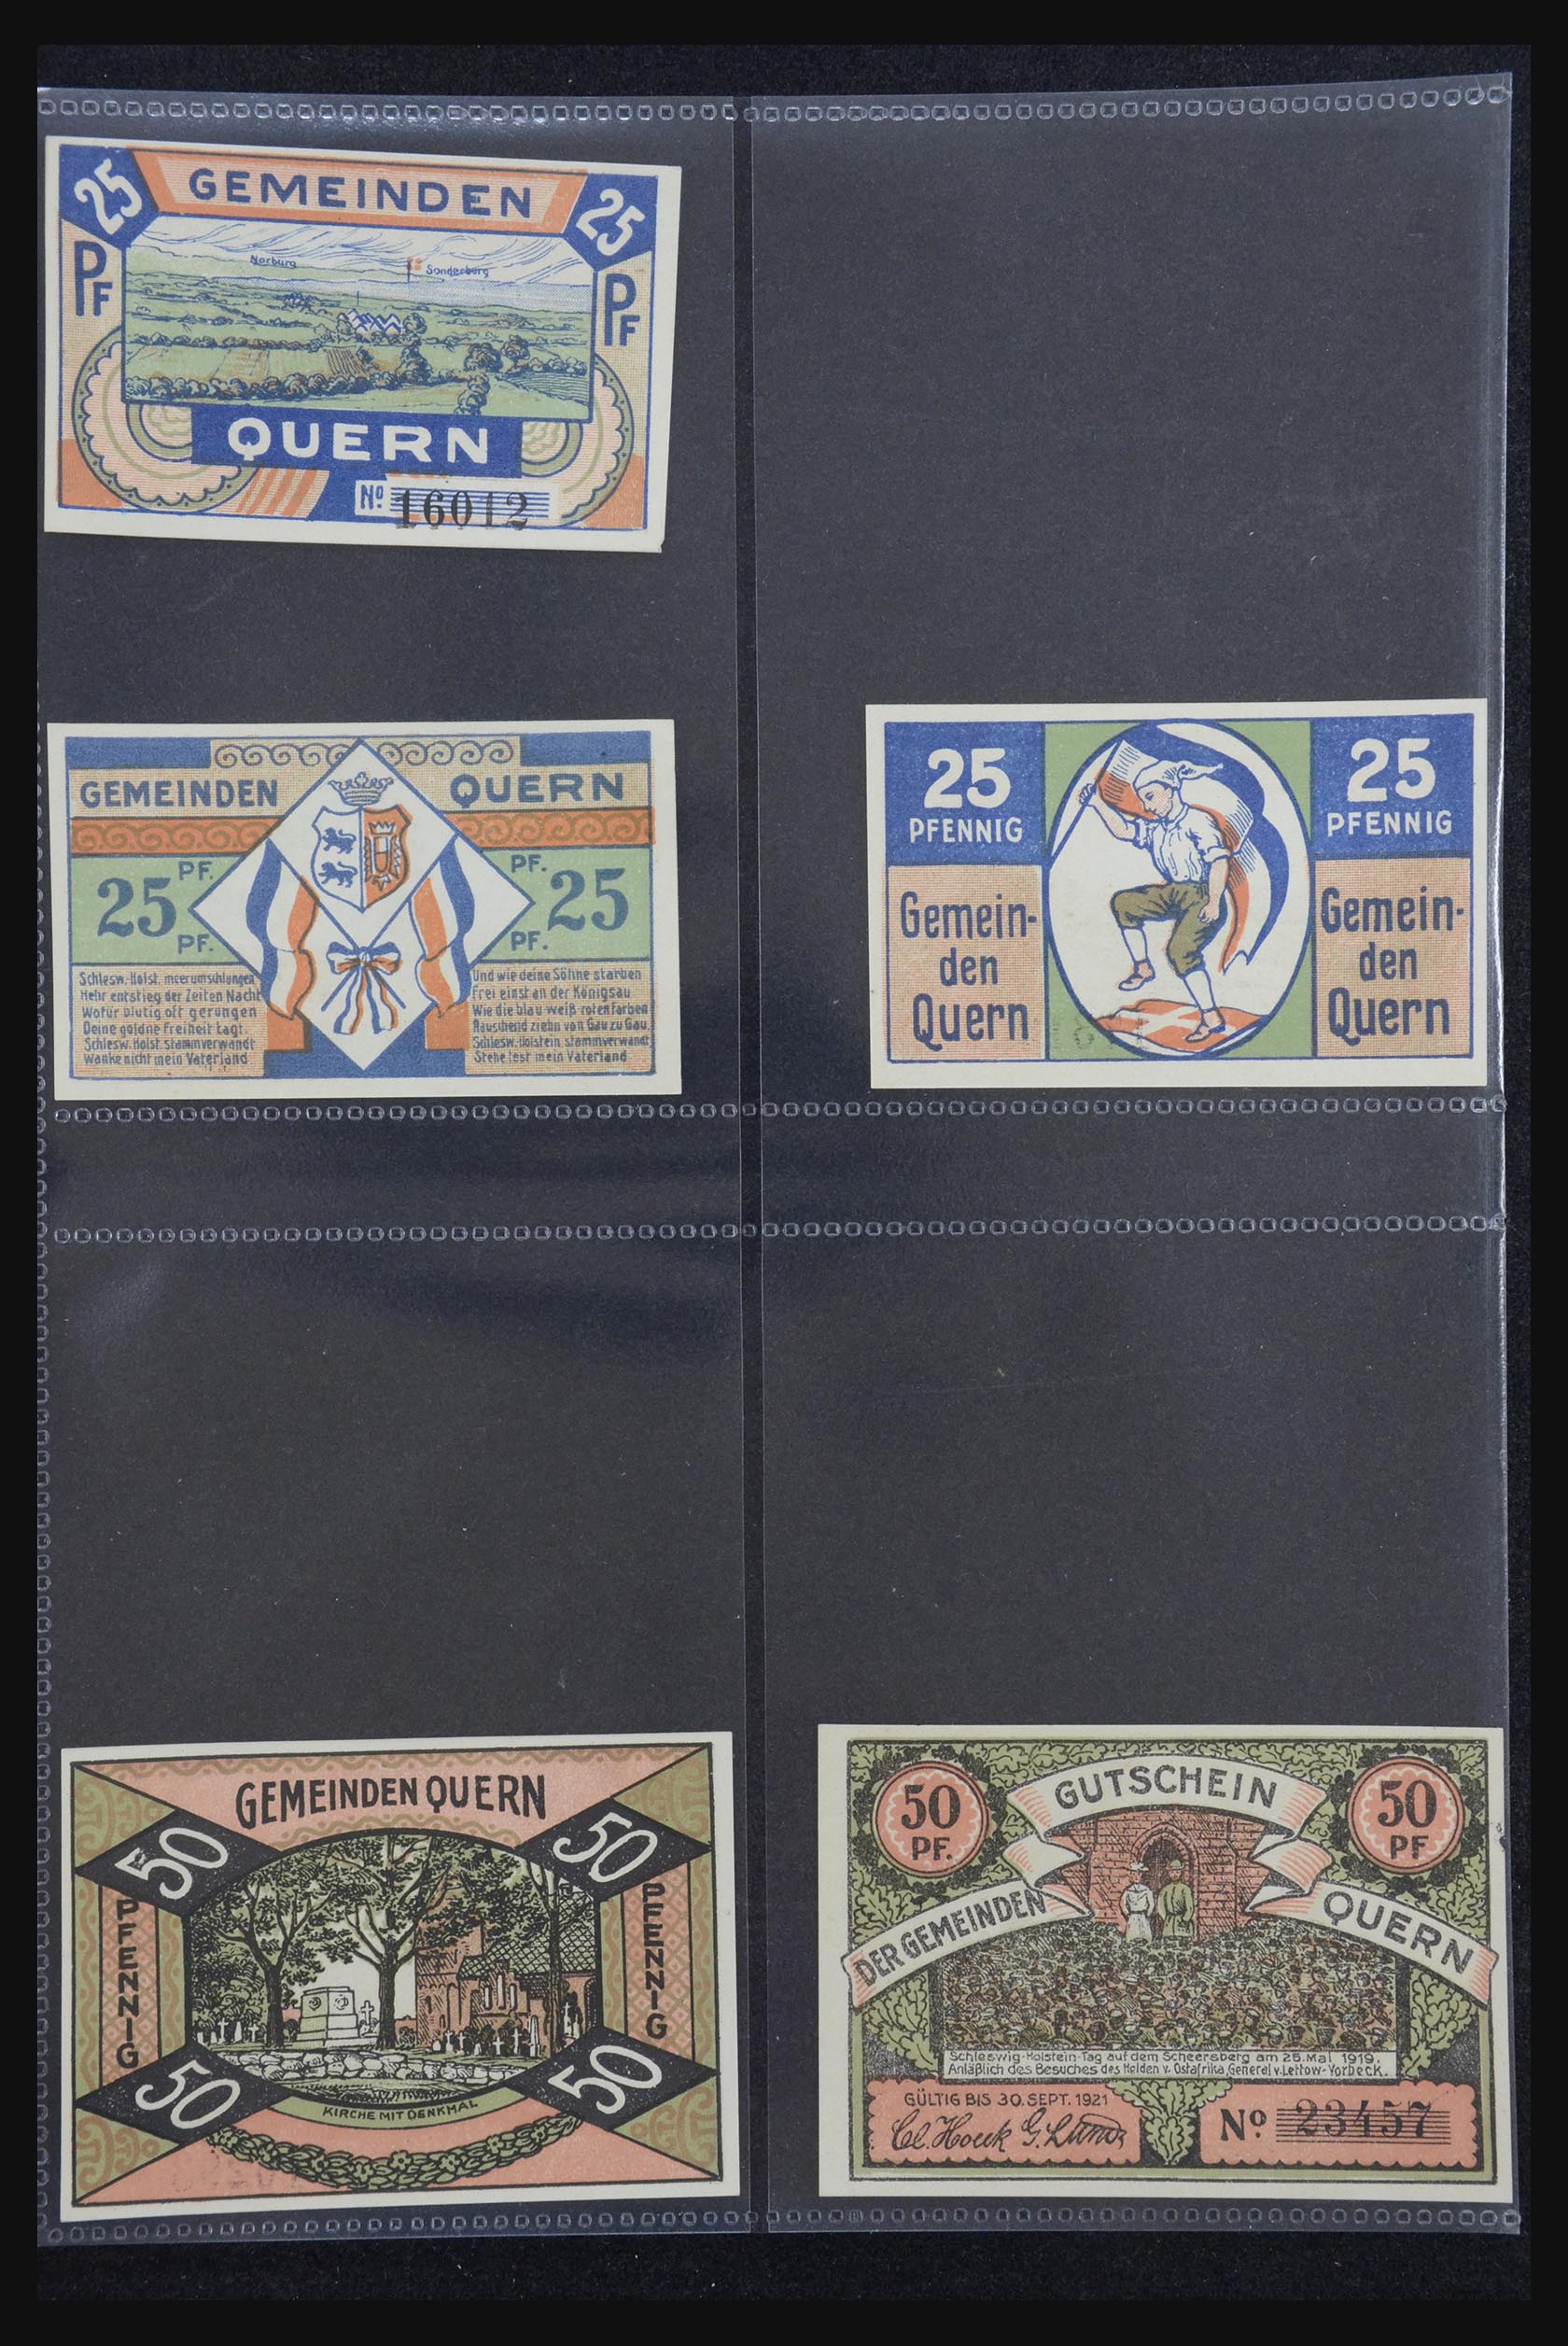 25 GEMEINDEN 25
PF PF
Norburg
Sonderburg
QUERN
No 16012
GEMEINDEN QUERN
PF. PF.
25 25
PF. PF.
Schlesw.-Holst. meerumschlungen
Hehr entstieg der Zeiten Nacht
Wofür blutig oft gerungen
Deine goldne Freiheit tagt.
Schlesw. Holst. stammverwandt
Wanke nicht mein Vaterland
Und wie deine Söhne starben
Frei einst an der Königsau
Wie die blau-weiß-roten Farben
Rauschend ziehn von Gau zu Gau.
Schlesw. Holstein stammverwandt
Stehe fest mein Vaterland
25
PFENNIG
Gemein-
den
Quern
25
PFENNIG
Gemein-
den
Quern
GEMEINDEN QUERN
50 50
PFENNIG PFENNIG
50 50
KIRCHE MIT DENKMAL
GUTSCHEIN
50 PF. 50 PF
DER GEMEINDEN QUERN
Schleswig-Holstein-Tag auf dem Scheersberg am 25. Mai 1919.
Anläßlich des Besuches des Helden v. Ostafrika, General v. Lettow-Vorbeck.
GÜLTIG BIS 30. SEPT. 1921
No 23457